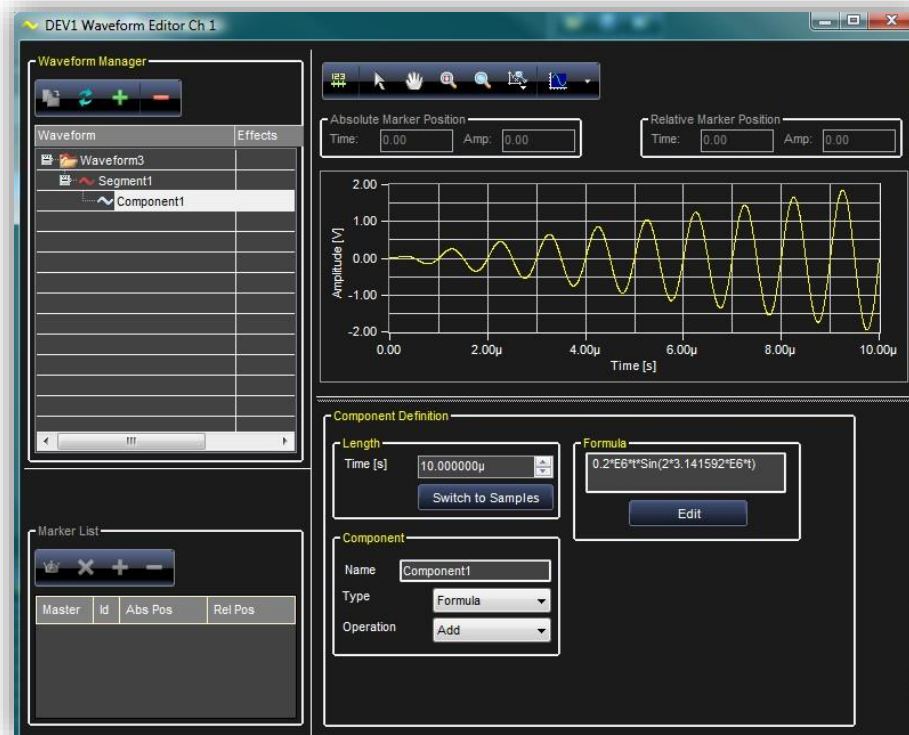 DEV1 Waveform Editor Ch 1
Waveform Manager
Waveform Effects
Waveform3
Segment1
Component1
Marker List
Master Id Abs Pos Rel Pos
123
Absolute Marker Position
Time: 0.00 Amp: 0.00
Relative Marker Position
Time: 0.00 Amp: 0.00
2.00
1.00
0.00
-1.00
-2.00
Amplitude [V]
0.00 2.00µ 4.00µ 6.00µ 8.00µ 10.00µ
Time [s]
Component Definition
Length
Time [s] 10.000000µ
Switch to Samples
Formula
0.2*E6*t*Sin(2*3.141592*E6*t)
Edit
Component
Name Component1
Type Formula
Operation Add